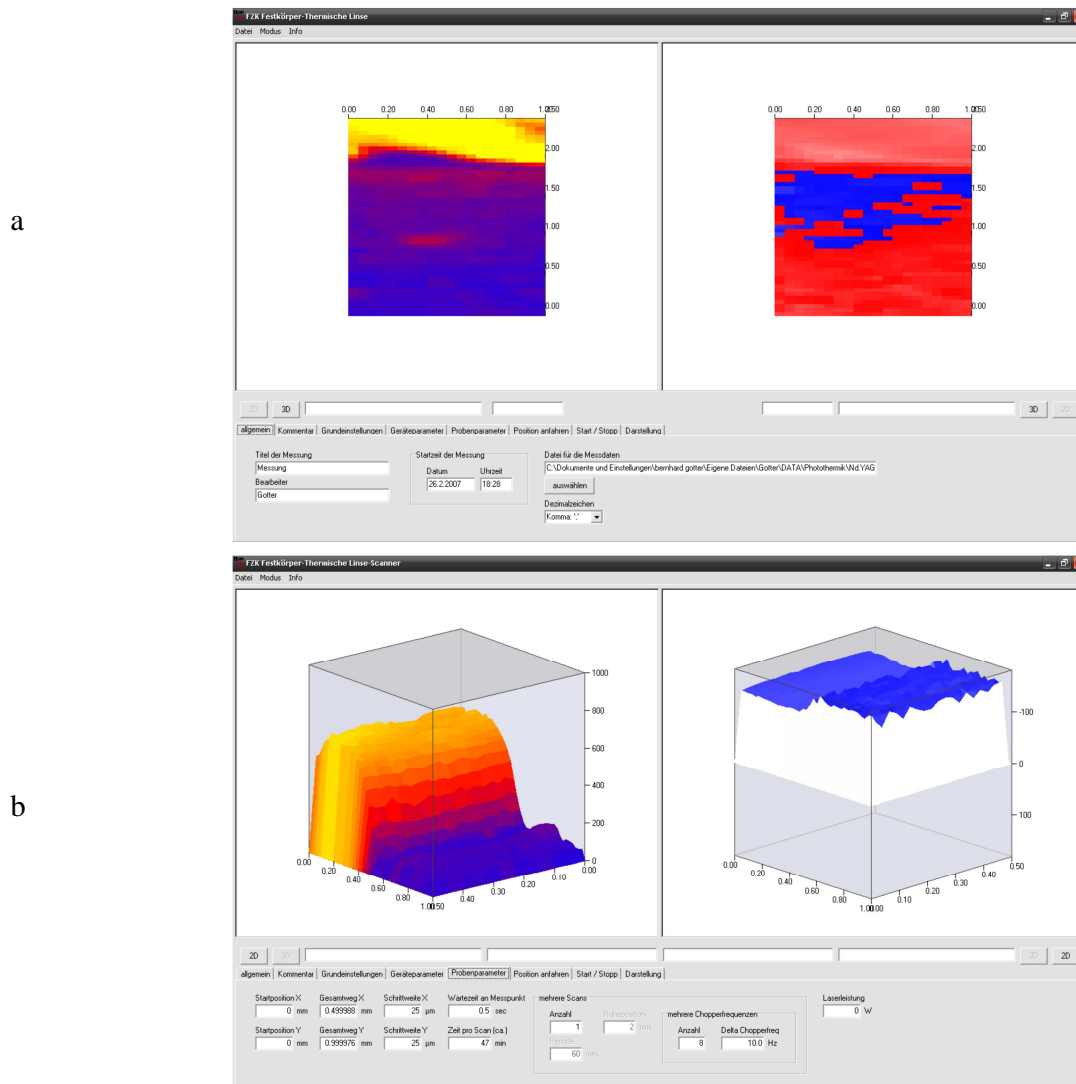 a
FZK Festkörper-Thermische Linse
Datei Modus Info
0.00 0.20 0.40 0.60 0.80
2.00
1.50
1.00
0.50
0.00
0.00 0.20 0.40 0.60 0.80
2.00
1.50
1.00
0.50
0.00
2D 3D 3D 2D
allgemein Kommentar Grundeinstellungen Geräteparameter Probenparameter Position anfahren Start / Stopp Darstellung
Titel der Messung Startzeit der Messung Datei für die Messdaten
Messung Datum Uhrzeit C:\Dokumente und Einstellungen\bernhard gotter\Eigene Dateien\Gotter\DATA\Photothermik\Nd.YAG
Bearbeiter 26.2.2007 18:28 auswählen
Gotter Dezimalzeichen
Komma: ','
b
FZK Festkörper-Thermische Linse-Scanner
Datei Modus Info
1000
800
600
400
200
0
0.00 0.20 0.40 0.60 0.80
0.40 0.30 0.20 0.10 0.00
-100
0
100
0.00 0.20 0.40 0.60 0.80
0.10 0.20 0.30 0.40 0.50
2D 3D 3D 2D
allgemein Kommentar Grundeinstellungen Geräteparameter Probenparameter Position anfahren Start / Stopp Darstellung
Startposition X Gesamtweg X Schrittweite X Wartezeit an Messpunkt mehrere Scans Laserleistung
0 mm 0.499988 mm 25 µm 0.5 sec Anzahl Ruheposition mehrere Chopperfrequenzen 0 W
1 2 mm
Startposition Y Gesamtweg Y Schrittweite Y Zeit pro Scan (ca.) Periode Anzahl Delta Chopperfreq
0 mm 0.999976 mm 25 µm 47 min 60 min 8 10.0 Hz